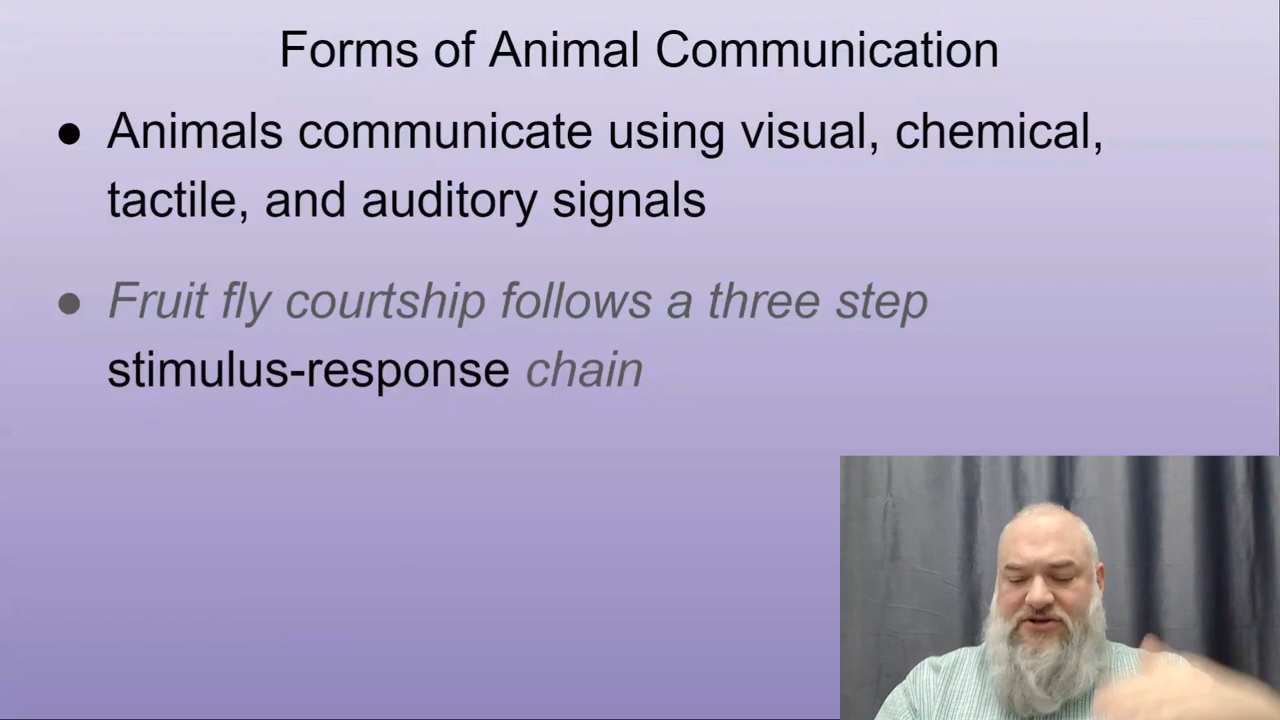 Forms of Animal Communication
● Animals communicate using visual, chemical,
tactile, and auditory signals
● Fruit fly courtship follows a three step
stimulus-response chain